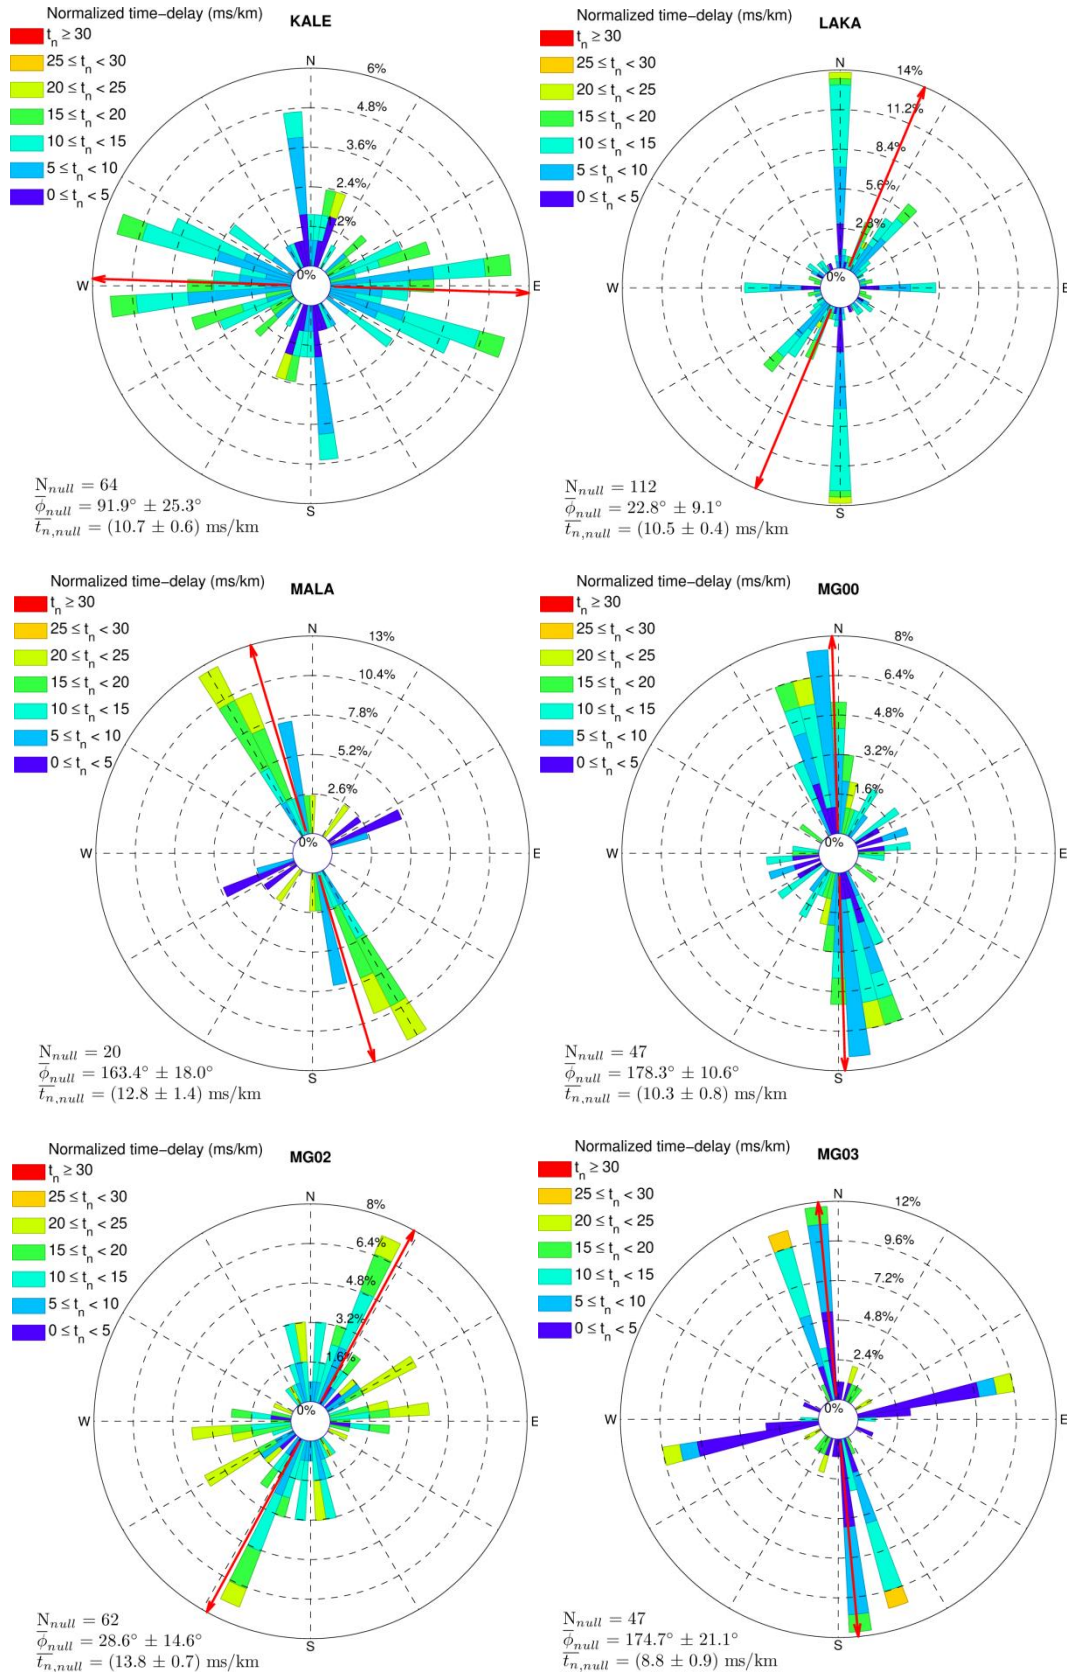 Normalized time−delay (ms/km)
KALE
t_n ≥ 30
25 ≤ t_n < 30
20 ≤ t_n < 25
15 ≤ t_n < 20
10 ≤ t_n < 15
5 ≤ t_n < 10
0 ≤ t_n < 5
N
6%
4.8%
3.6%
2.4%
0%
W
E
S
N_null = 64
ϕ̅_null = 91.9° ± 25.3°
t̅_n,null = (10.7 ± 0.6) ms/km
Normalized time−delay (ms/km)
LAKA
t_n ≥ 30
25 ≤ t_n < 30
20 ≤ t_n < 25
15 ≤ t_n < 20
10 ≤ t_n < 15
5 ≤ t_n < 10
0 ≤ t_n < 5
N
14%
11.2%
8.4%
5.6%
2.8%
0%
W
E
S
N_null = 112
ϕ̅_null = 22.8° ± 9.1°
t̅_n,null = (10.5 ± 0.4) ms/km
Normalized time−delay (ms/km)
MALA
t_n ≥ 30
25 ≤ t_n < 30
20 ≤ t_n < 25
15 ≤ t_n < 20
10 ≤ t_n < 15
5 ≤ t_n < 10
0 ≤ t_n < 5
N
13%
10.4%
7.8%
5.2%
2.6%
0%
W
E
S
N_null = 20
ϕ̅_null = 163.4° ± 18.0°
t̅_n,null = (12.8 ± 1.4) ms/km
Normalized time−delay (ms/km)
MG00
t_n ≥ 30
25 ≤ t_n < 30
20 ≤ t_n < 25
15 ≤ t_n < 20
10 ≤ t_n < 15
5 ≤ t_n < 10
0 ≤ t_n < 5
N
8%
6.4%
4.8%
3.2%
1.6%
0%
W
E
S
N_null = 47
ϕ̅_null = 178.3° ± 10.6°
t̅_n,null = (10.3 ± 0.8) ms/km
Normalized time−delay (ms/km)
MG02
t_n ≥ 30
25 ≤ t_n < 30
20 ≤ t_n < 25
15 ≤ t_n < 20
10 ≤ t_n < 15
5 ≤ t_n < 10
0 ≤ t_n < 5
N
8%
6.4%
4.8%
3.2%
1.6%
0%
W
E
S
N_null = 62
ϕ̅_null = 28.6° ± 14.6°
t̅_n,null = (13.8 ± 0.7) ms/km
Normalized time−delay (ms/km)
MG03
t_n ≥ 30
25 ≤ t_n < 30
20 ≤ t_n < 25
15 ≤ t_n < 20
10 ≤ t_n < 15
5 ≤ t_n < 10
0 ≤ t_n < 5
N
12%
9.6%
7.2%
4.8%
2.4%
0%
W
E
S
N_null = 47
ϕ̅_null = 174.7° ± 21.1°
t̅_n,null = (8.8 ± 0.9) ms/km